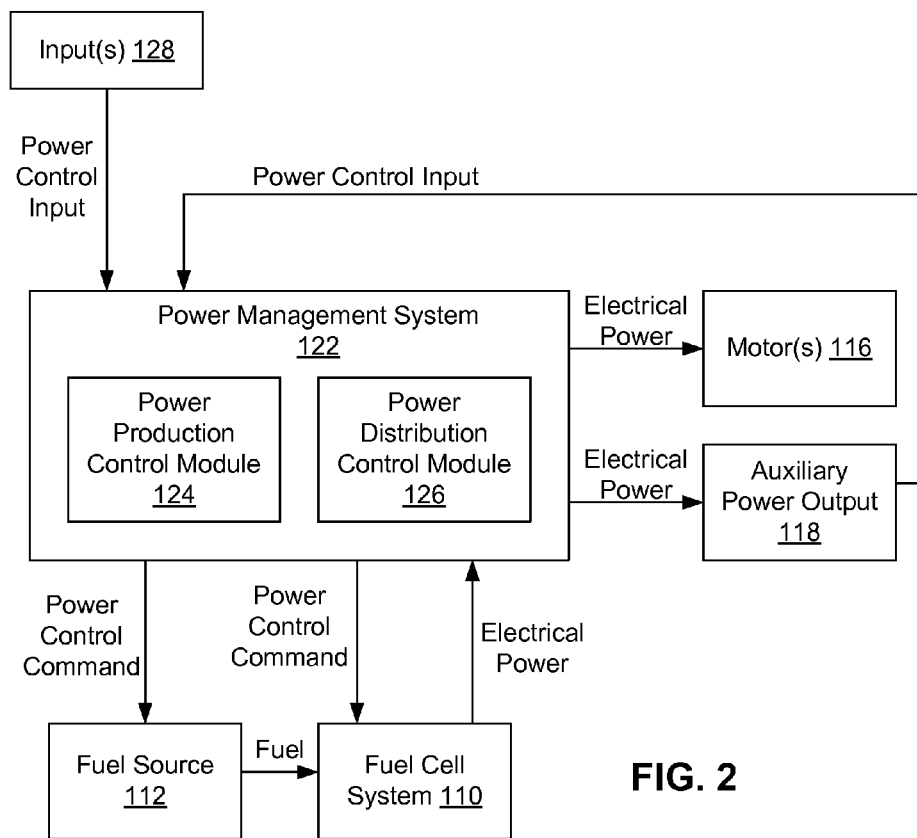 Input(s) 128
Power
Control
Input
Power Control Input
Power Management System
122
Power
Production
Control Module
124
Power
Distribution
Control Module
126
Electrical
Power
Motor(s) 116
Electrical
Power
Auxiliary
Power Output
118
Power
Control
Command
Power
Control
Command
Electrical
Power
Fuel Source
112
Fuel
Fuel Cell
System 110
FIG. 2